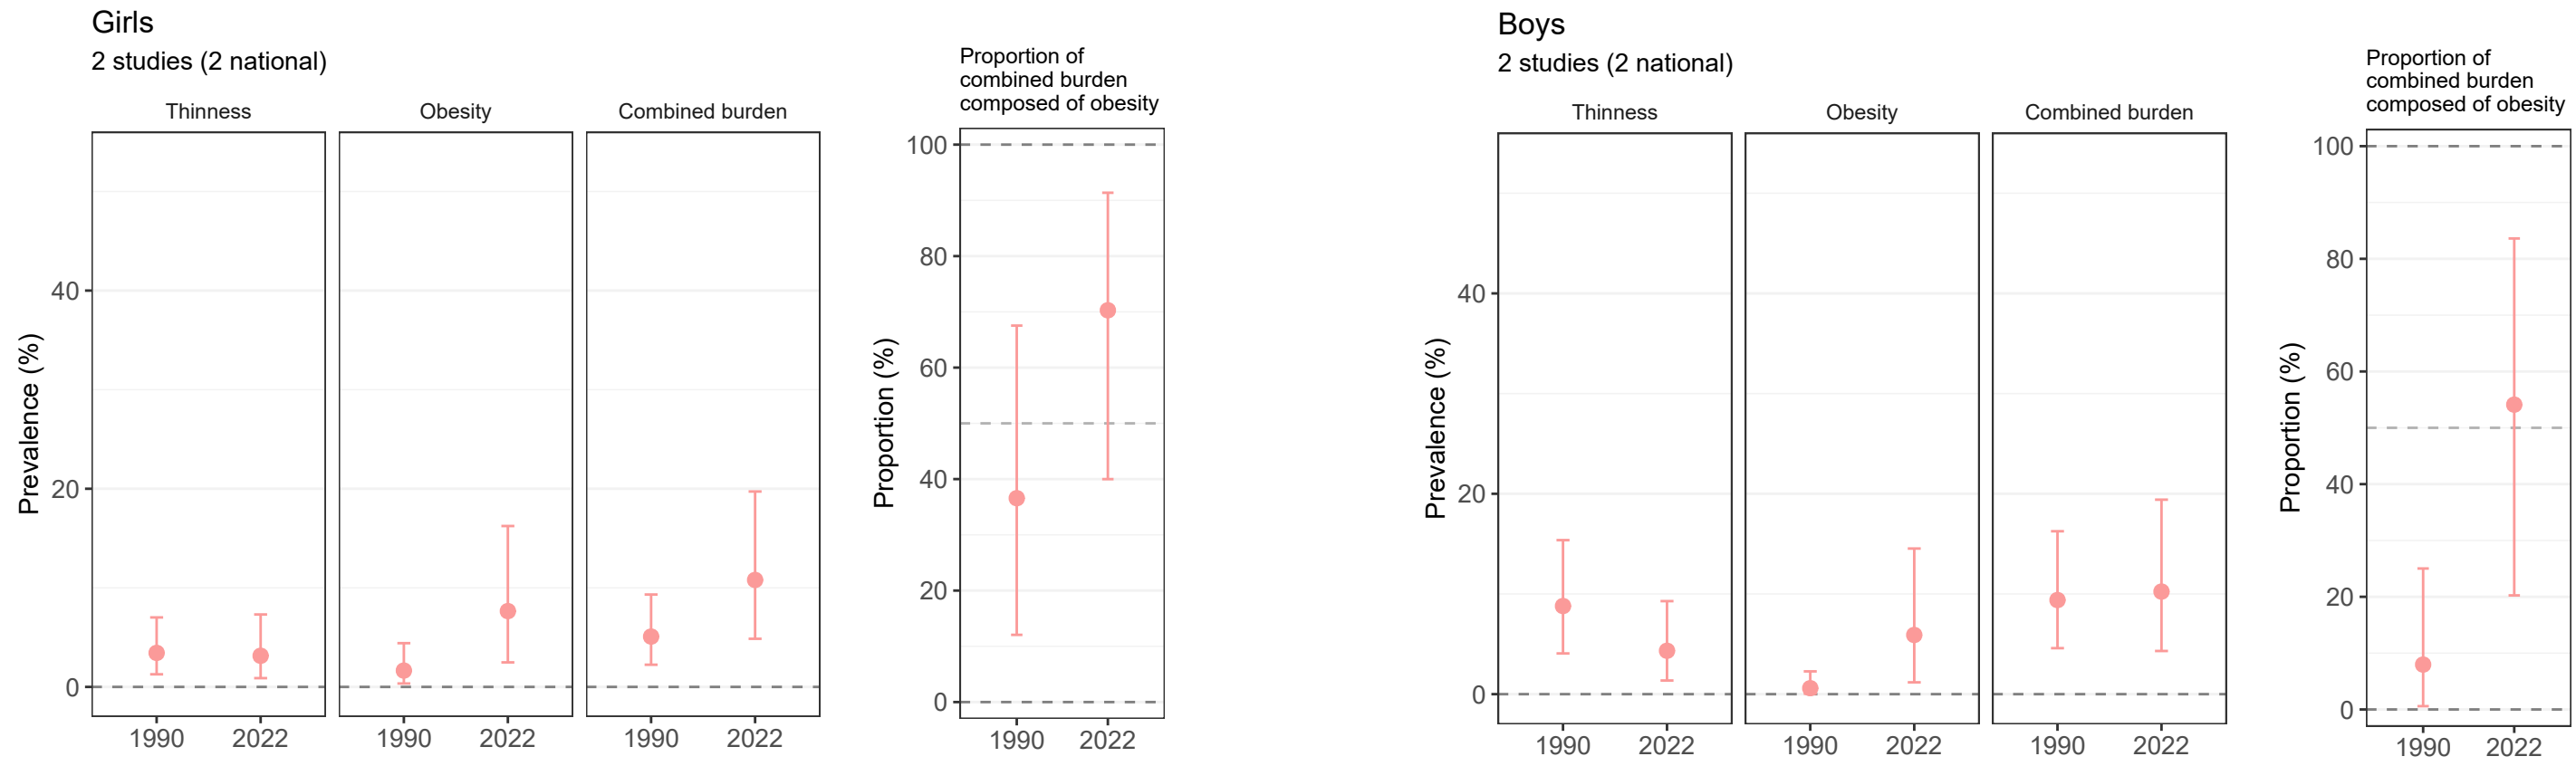 Girls
2 studies (2 national)
Thinness
Obesity
Combined burden
Prevalence (%)
40
20
0
1990 2022
1990 2022
1990 2022
Proportion of
combined burden
composed of obesity
Proportion (%)
100
80
60
40
20
0
1990 2022
Boys
2 studies (2 national)
Thinness
Obesity
Combined burden
Prevalence (%)
40
20
0
1990 2022
1990 2022
1990 2022
Proportion of
combined burden
composed of obesity
Proportion (%)
100
80
60
40
20
0
1990 2022